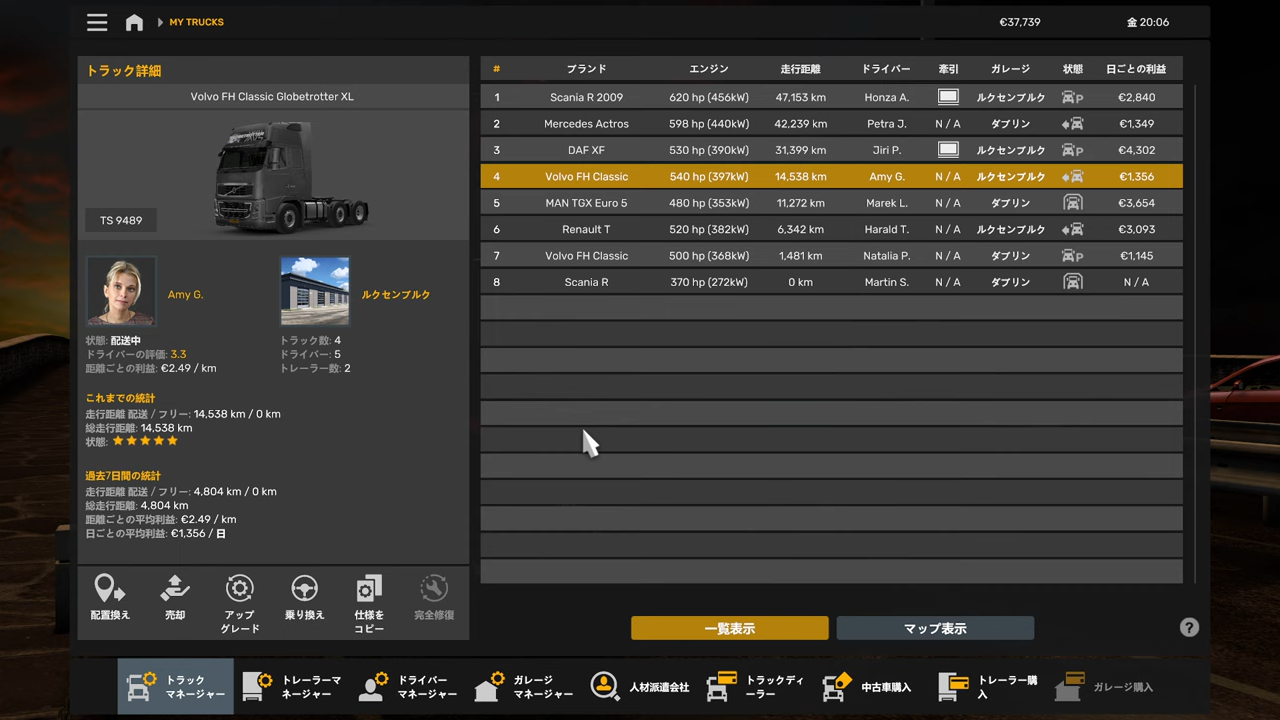 MY TRUCKS
€37,739
金 20:06
トラック詳細
Volvo FH Classic Globetrotter XL
TS 9489
Amy G.
ルクセンブルク
状態: 配送中
ドライバーの評価: 3.3
距離ごとの利益: €2.49 / km
トラック数: 4
ドライバー: 5
トレーラー数: 2
これまでの統計
走行距離 配送 / フリー: 14,538 km / 0 km
総走行距離: 14,538 km
状態:
過去7日間の統計
走行距離 配送 / フリー: 4,804 km / 0 km
総走行距離: 4,804 km
距離ごとの平均利益: €2.49 / km
日ごとの平均利益: €1,356 / 日
配置換え
売却
アップ
グレード
乗り換え
仕様を
コピー
完全修復
# ブランド エンジン 走行距離 ドライバー 牽引 ガレージ 状態 日ごとの利益
1 Scania R 2009 620 hp (456kW) 47,153 km Honza A. ルクセンブルク P €2,840
2 Mercedes Actros 598 hp (440kW) 42,239 km Petra J. N / A ダブリン €1,349
3 DAF XF 530 hp (390kW) 31,399 km Jiri P. ルクセンブルク P €4,302
4 Volvo FH Classic 540 hp (397kW) 14,538 km Amy G. N / A ルクセンブルク €1,356
5 MAN TGX Euro 5 480 hp (353kW) 11,272 km Marek L. N / A ダブリン €3,654
6 Renault T 520 hp (382kW) 6,342 km Harald T. N / A ルクセンブルク €3,093
7 Volvo FH Classic 500 hp (368kW) 1,481 km Natalia P. N / A ダブリン P €1,145
8 Scania R 370 hp (272kW) 0 km Martin S. N / A ダブリン N / A
一覧表示
マップ表示
?
トラック
マネージャー
トレーラーマ
ネージャー
ドライバー
マネージャー
ガレージ
マネージャー
人材派遣会社
トラックディ
ーラー
中古車購入
トレーラー購
入
ガレージ購入